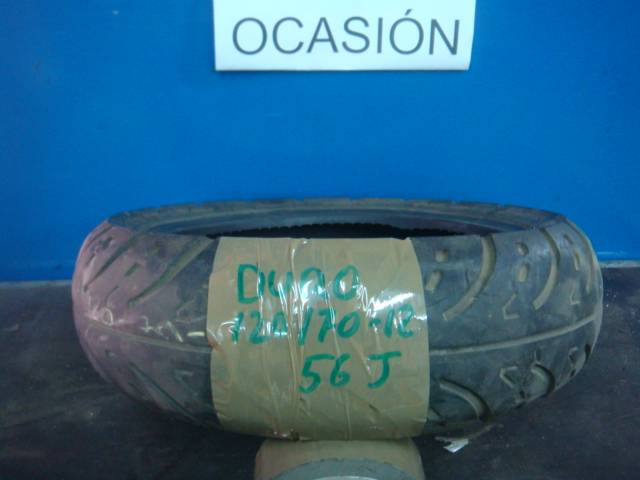 OCASIÓN
DURO
120/70-12
56 J